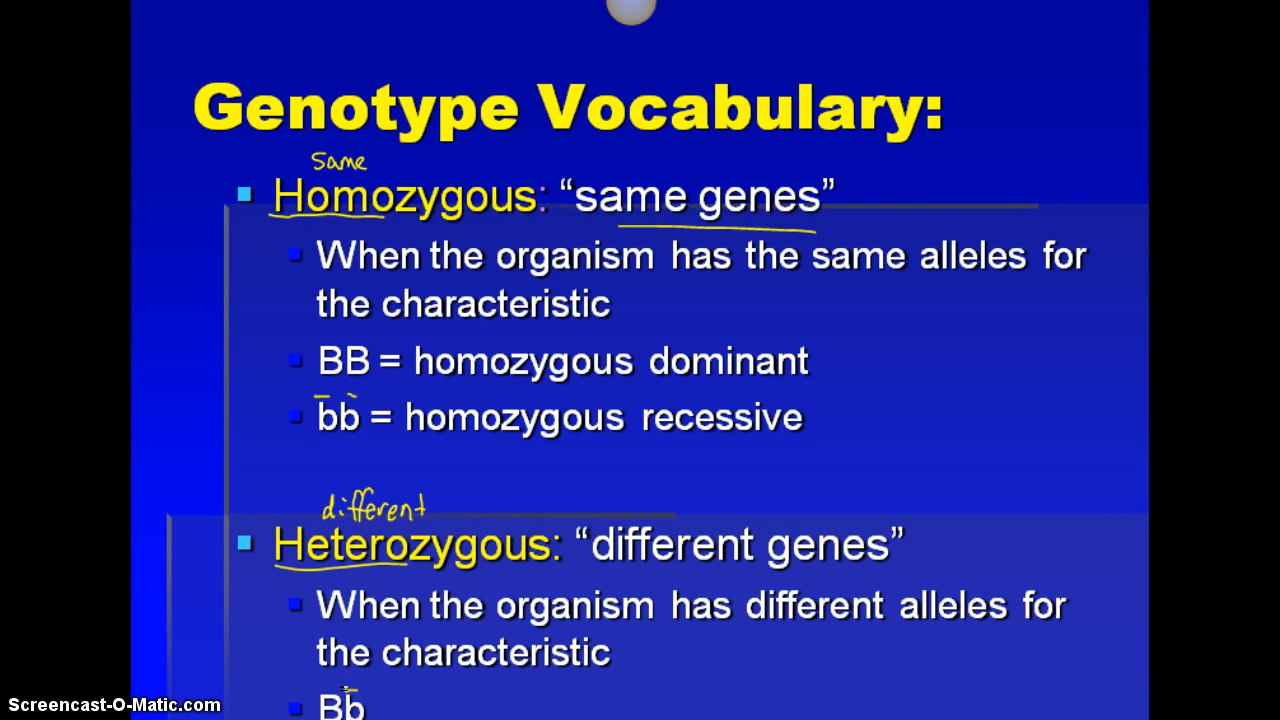 Genotype Vocabulary:
Same
Homozygous: “same genes”
When the organism has the same alleles for
the characteristic
BB = homozygous dominant
bb = homozygous recessive
different
Heterozygous: “different genes”
When the organism has different alleles for
the characteristic
Bb
Screencast-O-Matic.com